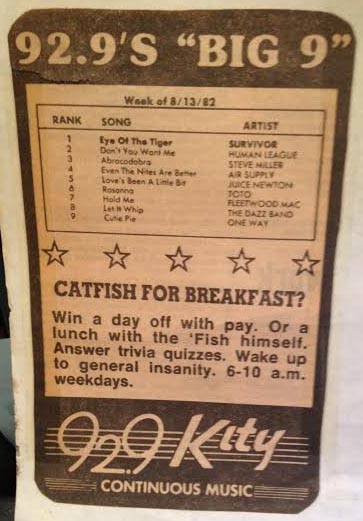 92.9'S "BIG 9"
Week of 8/13/82
RANK SONG ARTIST
1 Eye Of The Tiger SURVIVOR
2 Don't You Want Me HUMAN LEAGUE
3 Abracadabra STEVE MILLER
4 Even The Nites Are Better AIR SUPPLY
5 Love's Been A Little Bit JUICE NEWTON
6 Rosanna TOTO
7 Hold Me FLEETWOOD MAC
8 Let It Whip THE DAZZ BAND
9 Cutie Pie ONE WAY
CATFISH FOR BREAKFAST?
Win a day off with pay. Or a
lunch with the 'Fish himself.
Answer trivia quizzes. Wake up
to general insanity. 6-10 a.m.
weekdays.
92.9 Kity
CONTINUOUS MUSIC